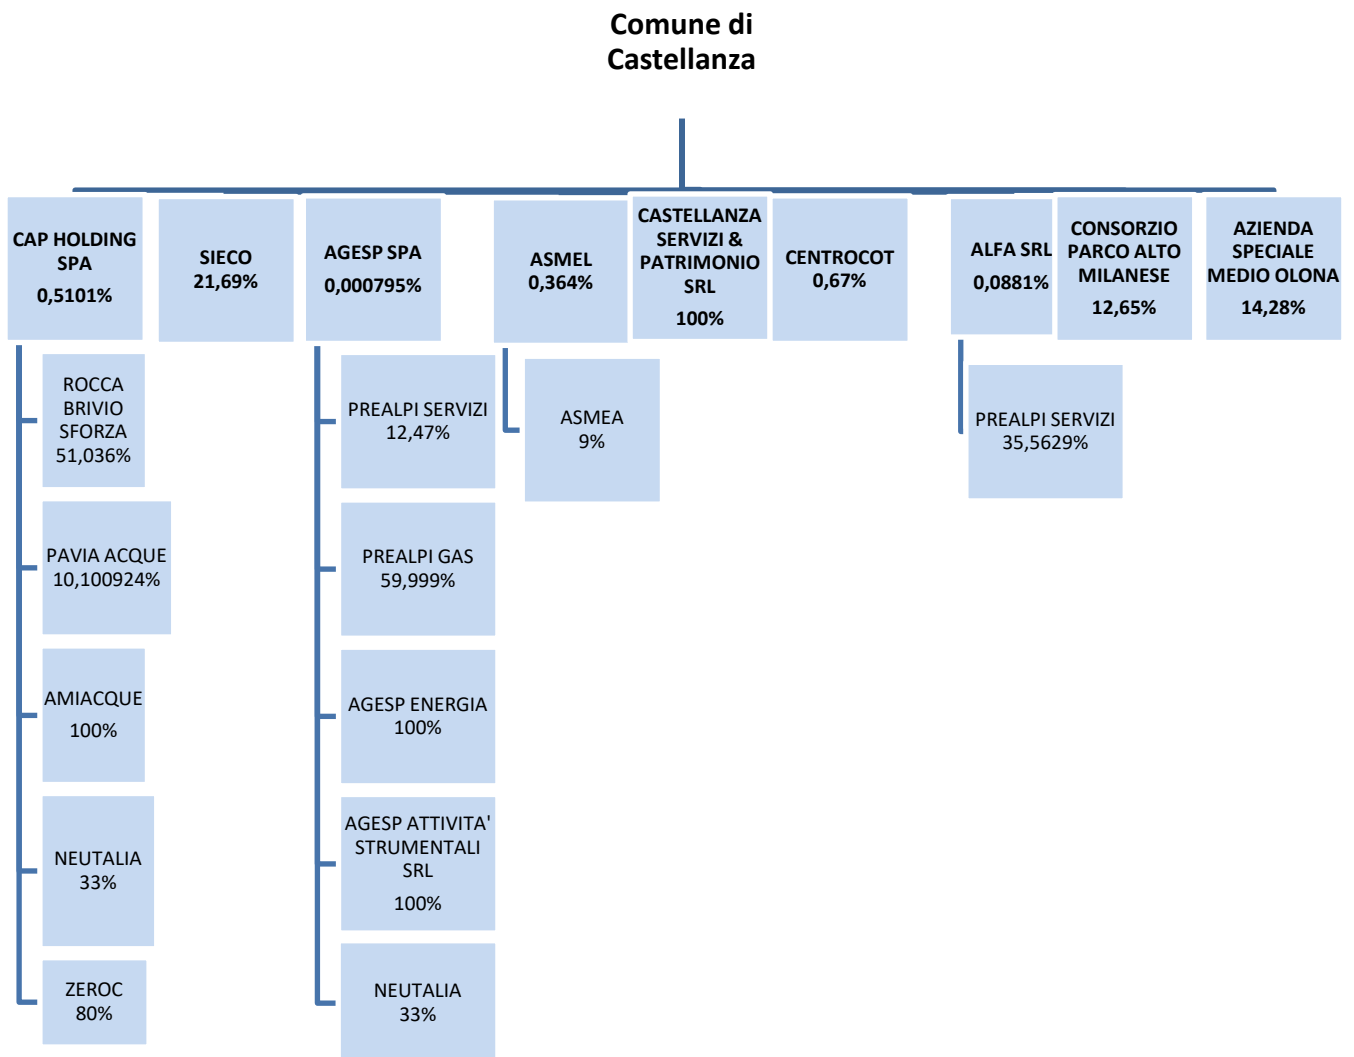 Comune di
Castellanza
CAP HOLDING
SPA
0,5101%
SIECO
21,69%
AGESP SPA
0,000795%
ASMEL
0,364%
CASTELLANZA
SERVIZI &
PATRIMONIO
SRL
100%
CENTROCOT
0,67%
ALFA SRL
0,0881%
CONSORZIO
PARCO ALTO
MILANESE
12,65%
AZIENDA
SPECIALE
MEDIO OLONA
14,28%
ROCCA
BRIVIO
SFORZA
51,036%
PAVIA ACQUE
10,100924%
AMIACQUE
100%
NEUTALIA
33%
ZEROC
80%
PREALPI SERVIZI
12,47%
PREALPI GAS
59,999%
AGESP ENERGIA
100%
AGESP ATTIVITA'
STRUMENTALI
SRL
100%
NEUTALIA
33%
ASMEA
9%
PREALPI SERVIZI
35,5629%